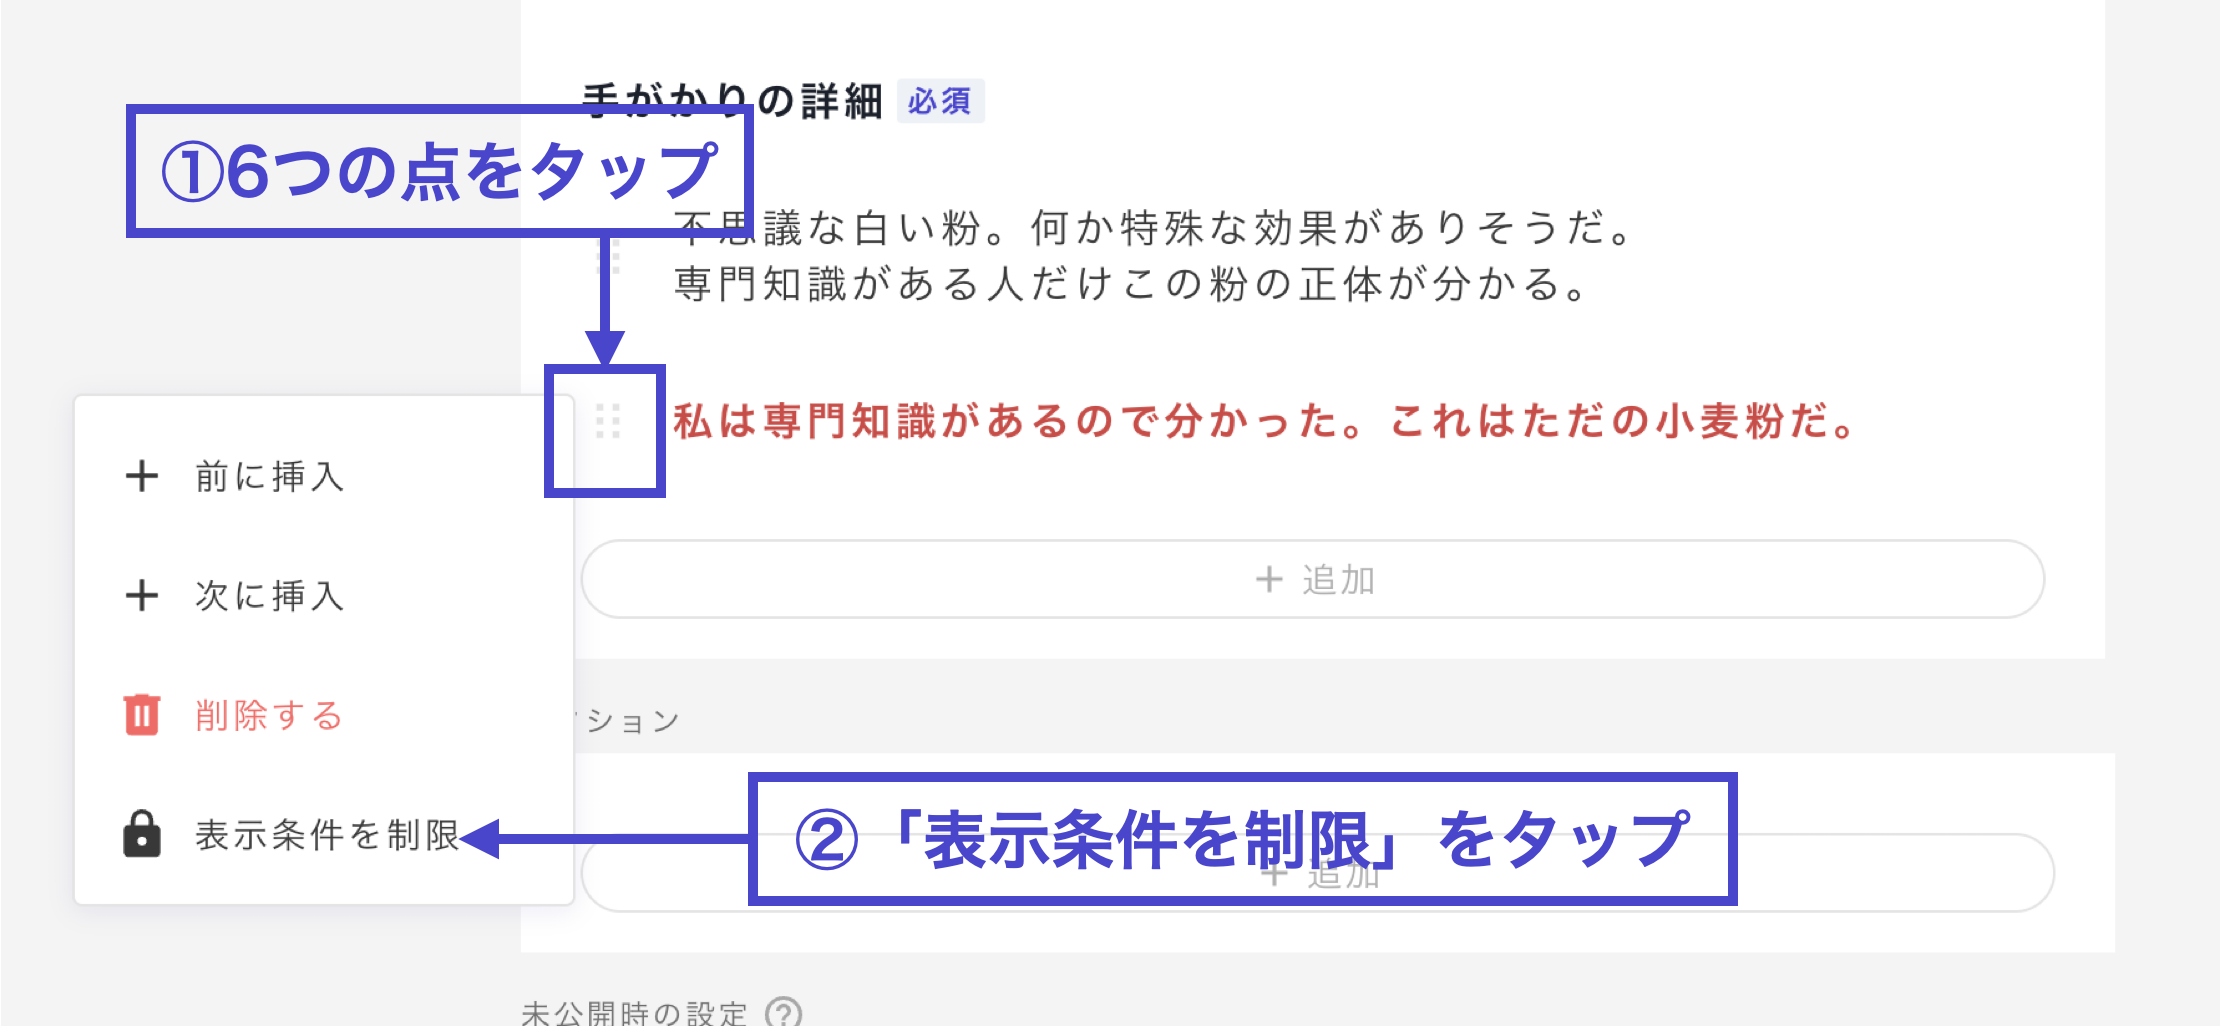 手がかりの詳細 必須
①6つの点をタップ
不思議な白い粉。何か特殊な効果がありそうだ。
専門知識がある人だけこの粉の正体が分かる。
私は専門知識があるので分かった。これはただの小麦粉だ。
前に挿入
次に挿入
削除する
表示条件を制限
+ 追加
ション
②「表示条件を制限」をタップ
+ 追加
未公開時の設定 ?